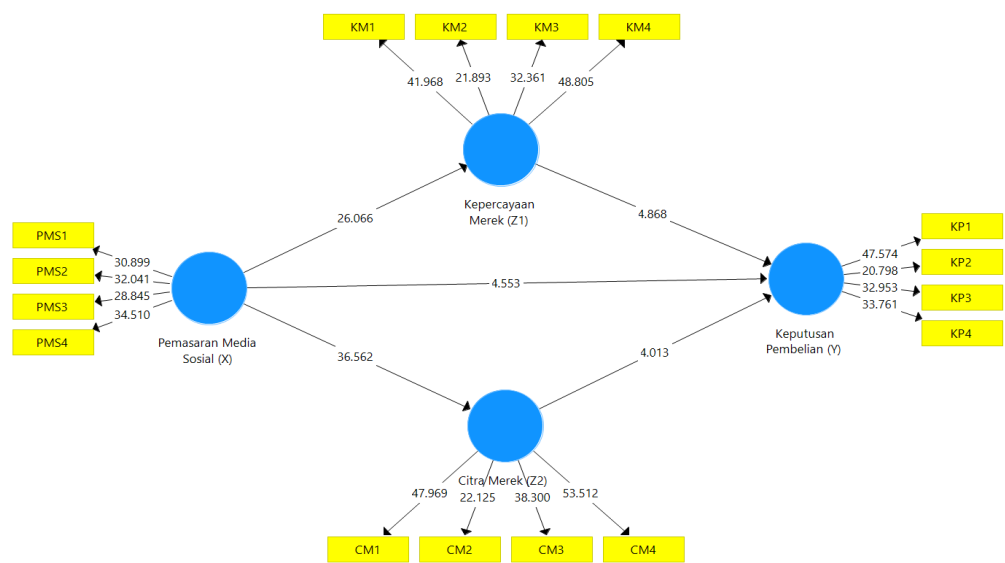 KM1 KM2 KM3 KM4
41.968 21.893 32.361 48.805
Kepercayaan
Merek (Z1)
26.066
4.868
PMS1
PMS2
PMS3
PMS4
30.899
32.041
28.845
34.510
Pemasaran Media
Sosial (X)
4.553
KP1
KP2
KP3
KP4
47.574
20.798
32.953
33.761
Keputusan
Pembelian (Y)
36.562
4.013
Citra Merek (Z2)
47.969 22.125 38.300 53.512
CM1 CM2 CM3 CM4